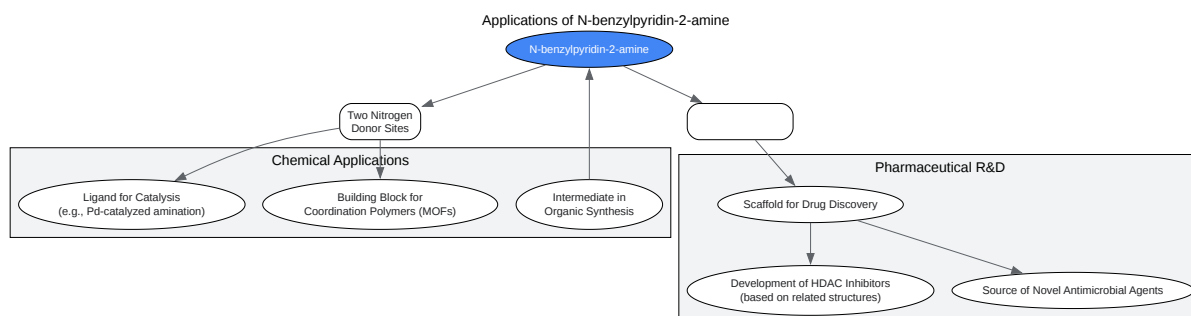 Applications of N-benzylpyridin-2-amine
N-benzylpyridin-2-amine
Two Nitrogen
Donor Sites
Chemical Applications
Ligand for Catalysis
(e.g., Pd-catalyzed amination)
Building Block for
Coordination Polymers (MOFs)
Intermediate in
Organic Synthesis
Pharmaceutical R&D
Scaffold for Drug Discovery
Development of HDAC Inhibitors
(based on related structures)
Source of Novel Antimicrobial Agents